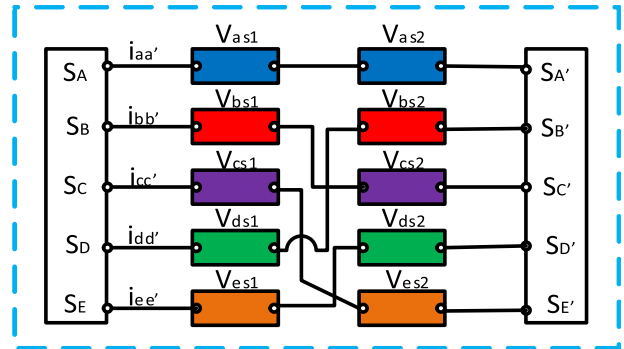 Vas1 Vas2
SA iaa' SA'
Vbs1 Vbs2
SB ibb' SB'
Vcs1 Vcs2
SC icc' SC'
Vds1 Vds2
SD idd' SD'
Ves1 Ves2
SE iee' SE'